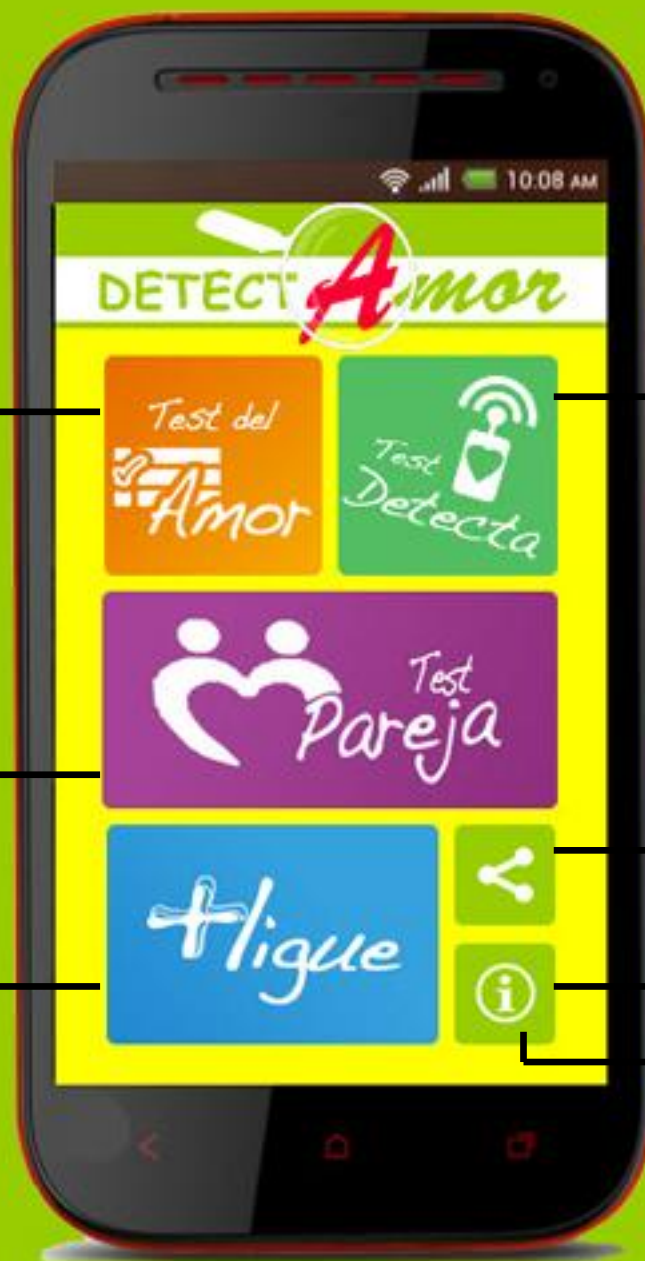 10:08 AM
DETECTAmor
Test del
Amor
Test
Detecta
Test
Pareja
+ligue
i